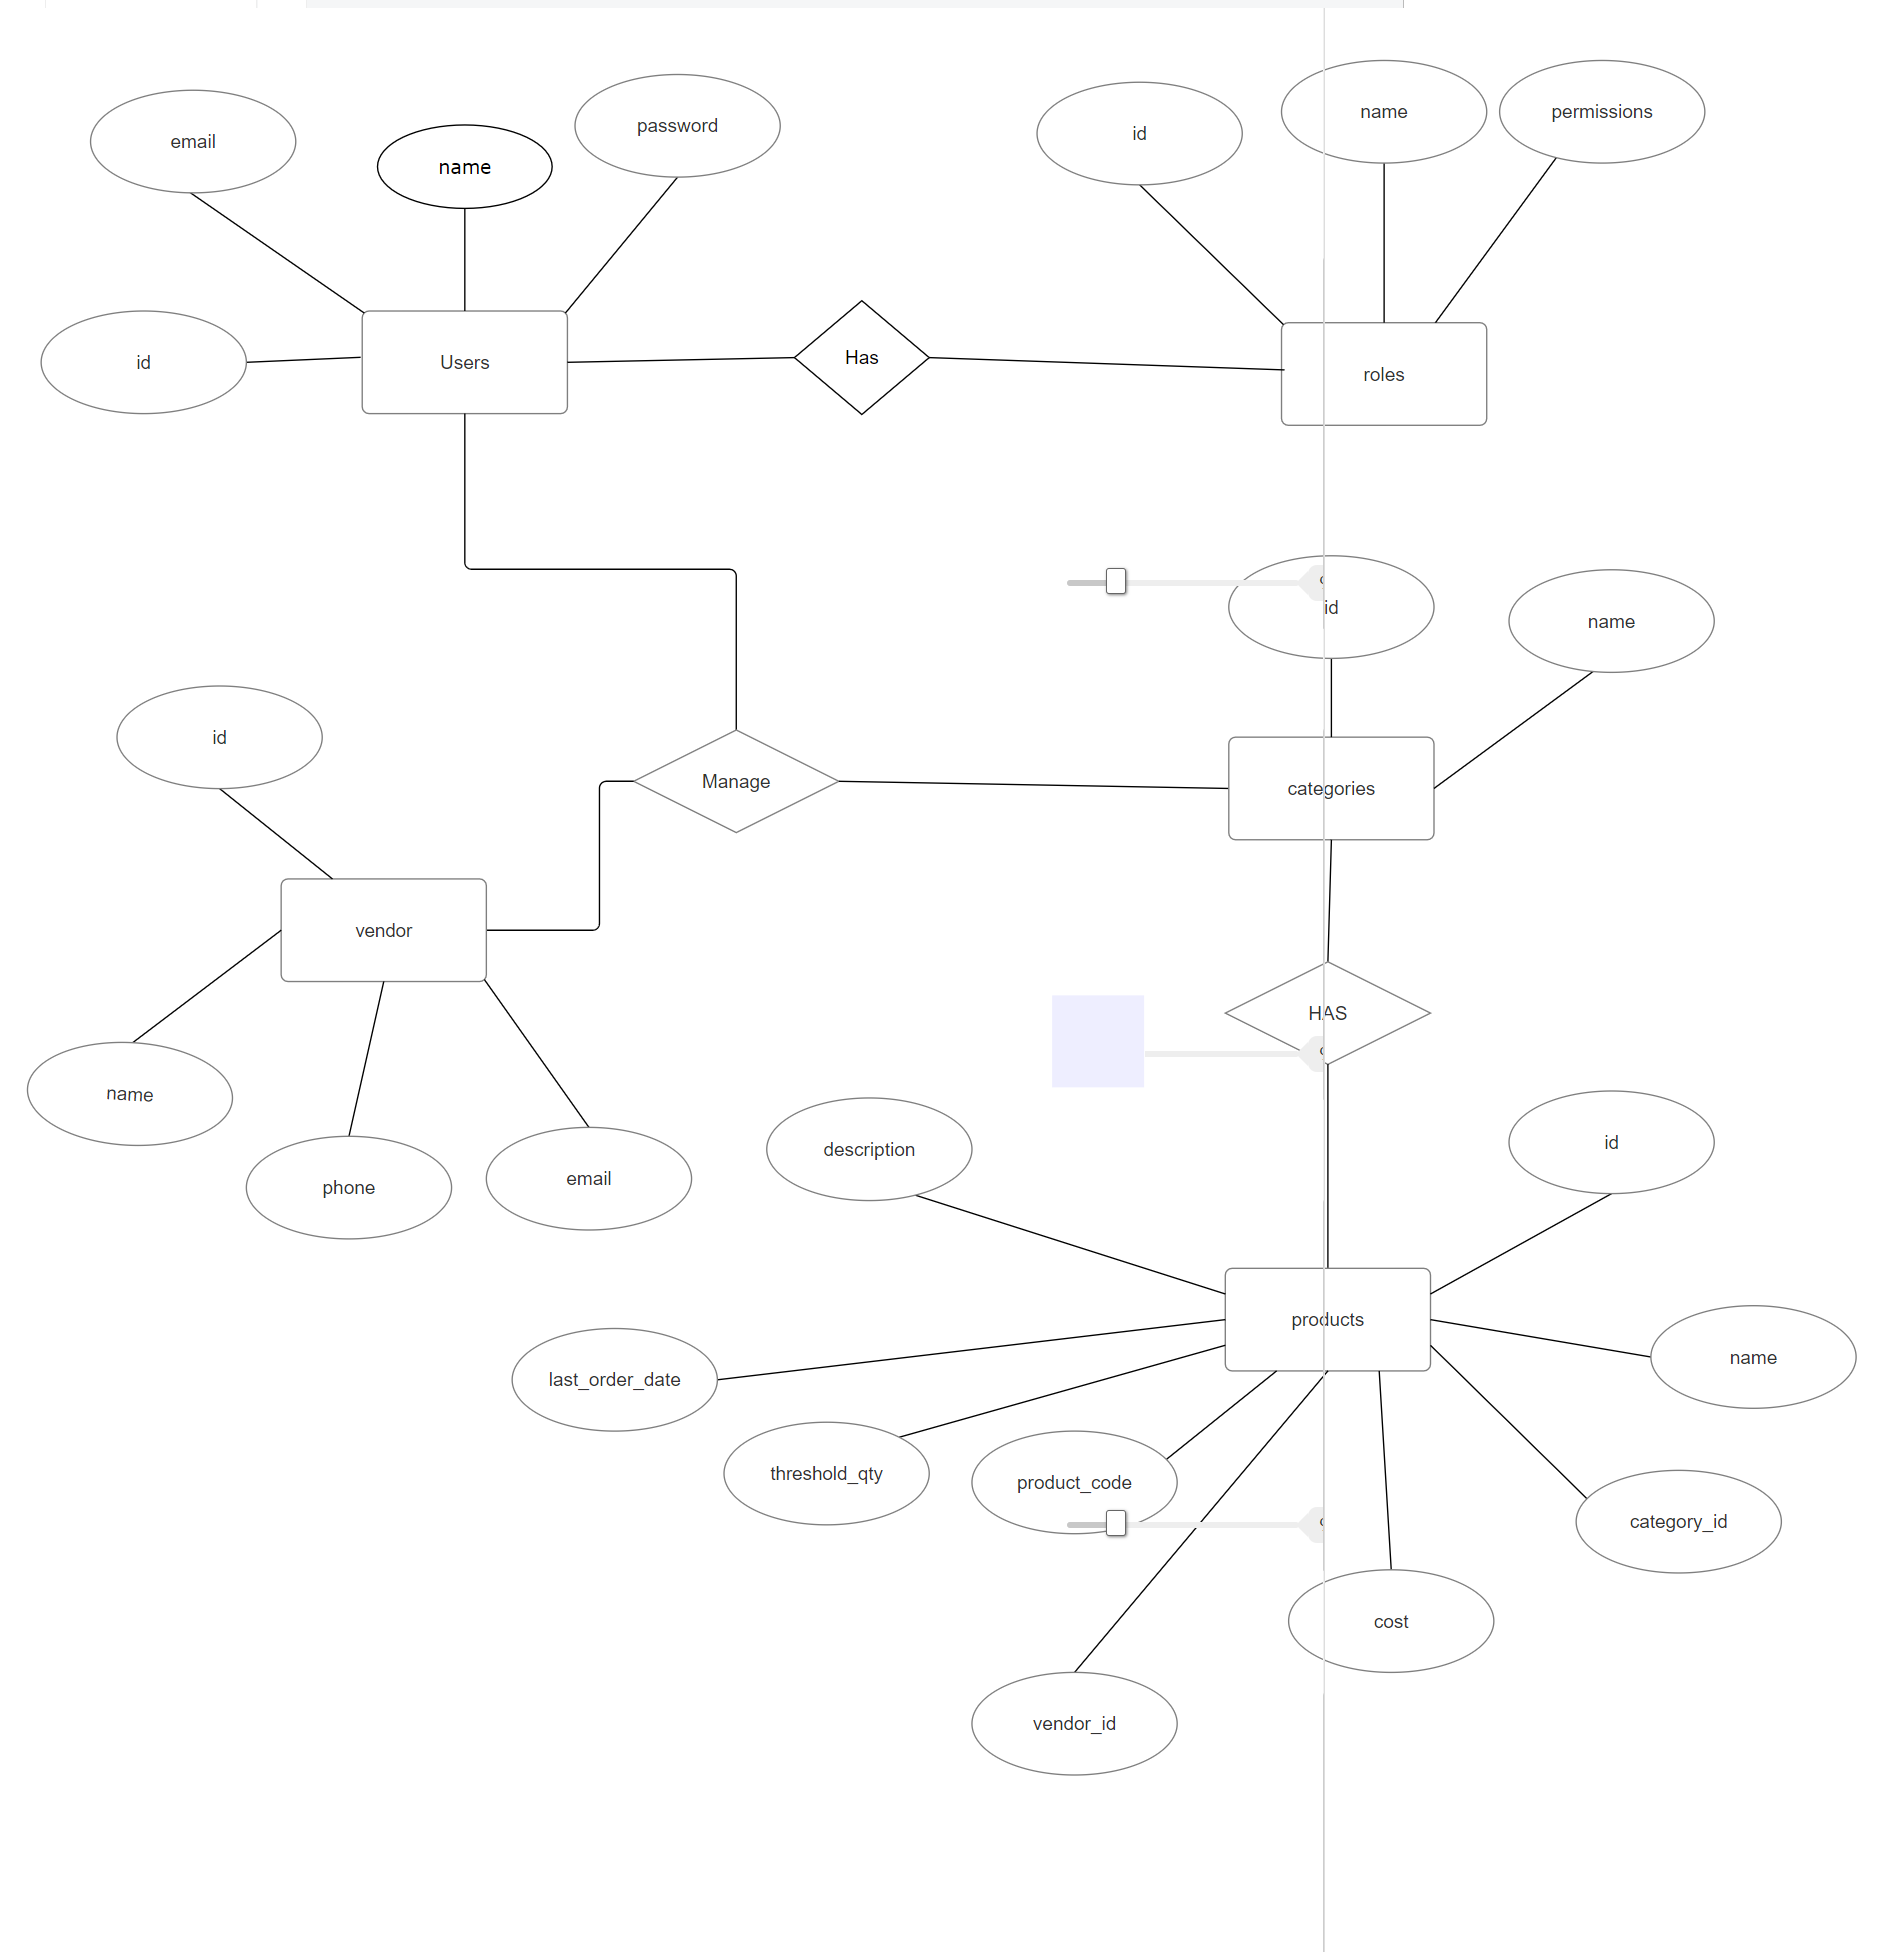 email
name
password
id
name
permissions
id
Users
Has
roles
id
name
id
Manage
categories
vendor
HAS
name
phone
email
description
id
products
name
last_order_date
threshold_qty
product_code
category_id
cost
vendor_id